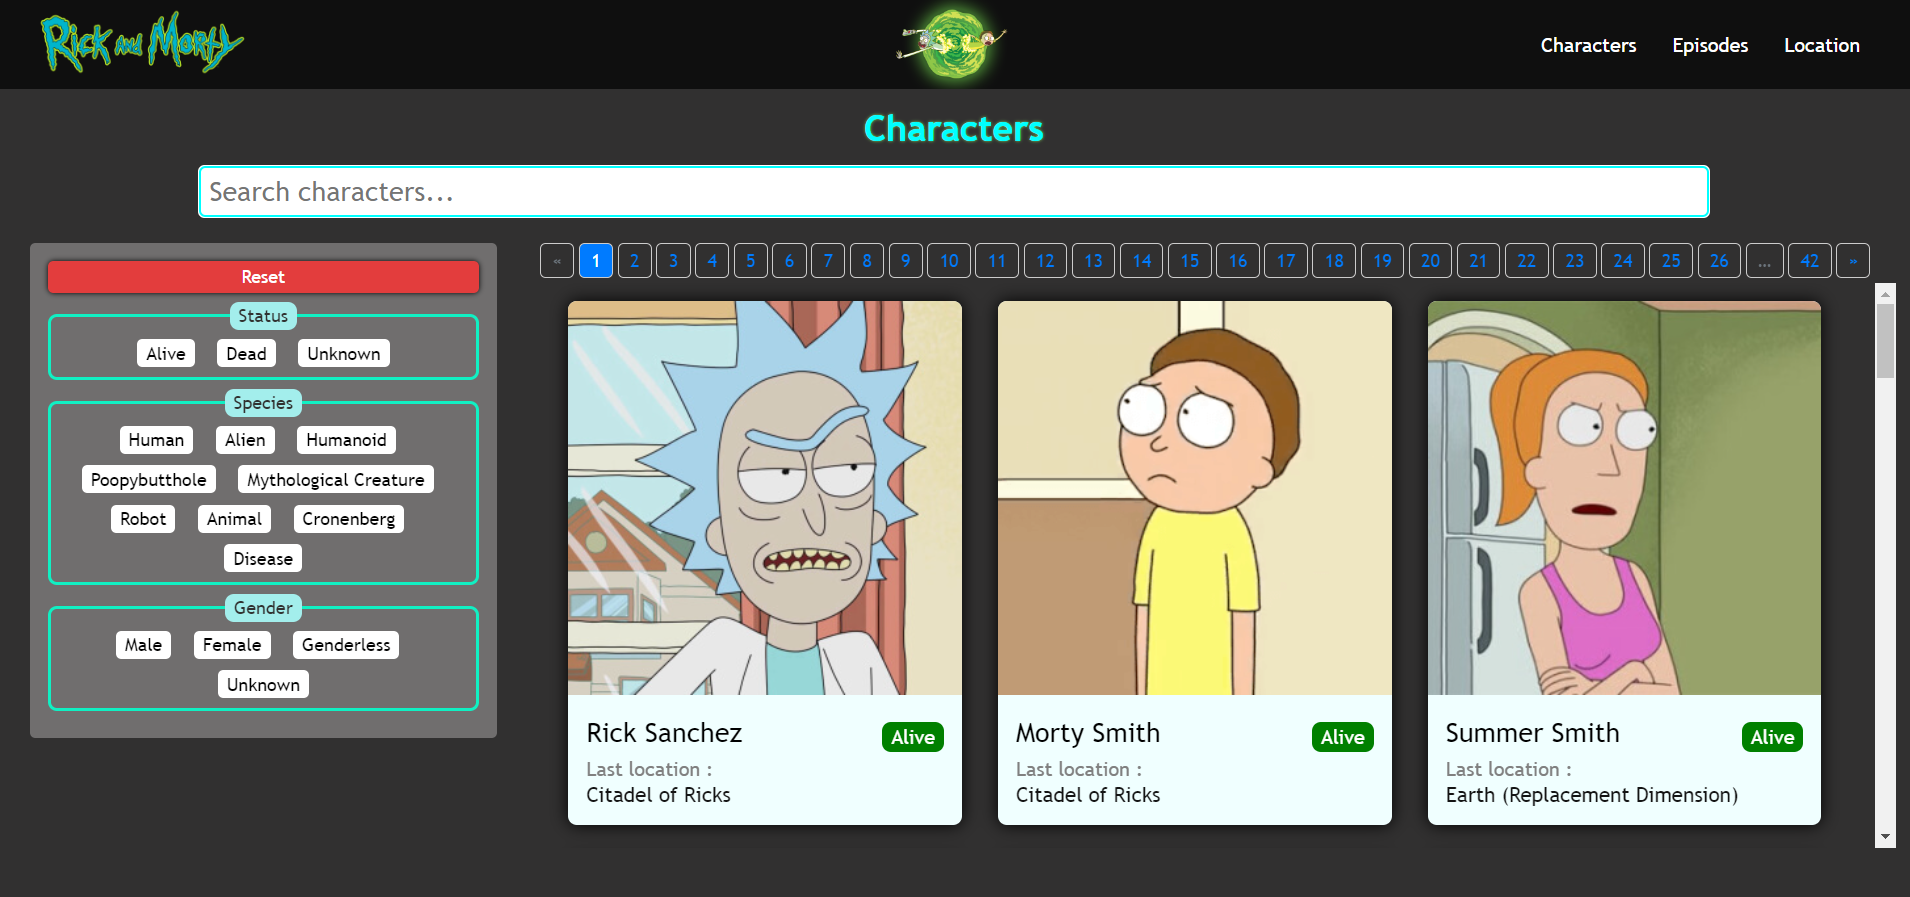 Rick and Morty
Characters Episodes Location
Characters
Search characters...
Reset
Status
Alive Dead Unknown
Species
Human Alien Humanoid
Poopybutthole Mythological Creature
Robot Animal Cronenberg
Disease
Gender
Male Female Genderless
Unknown
« 1 2 3 4 5 6 7 8 9 10 11 12 13 14 15 16 17 18 19 20 21 22 23 24 25 26 ... 42 »
Rick Sanchez Alive
Last location :
Citadel of Ricks
Morty Smith Alive
Last location :
Citadel of Ricks
Summer Smith Alive
Last location :
Earth (Replacement Dimension)